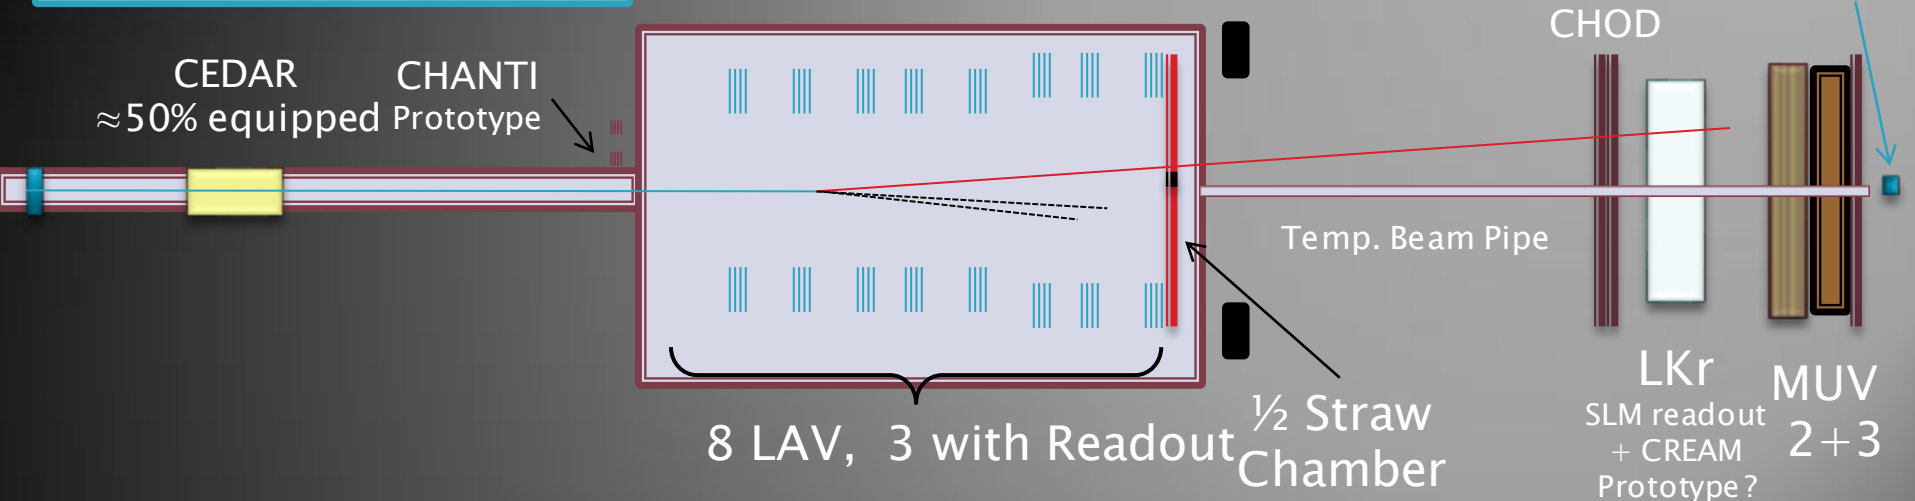 CHOD
CEDAR
≈50% equipped
CHANTI
Prototype
Temp. Beam Pipe
8 LAV, 3 with Readout
½ Straw
Chamber
LKr
SLM readout
+ CREAM
Prototype?
MUV
2+3